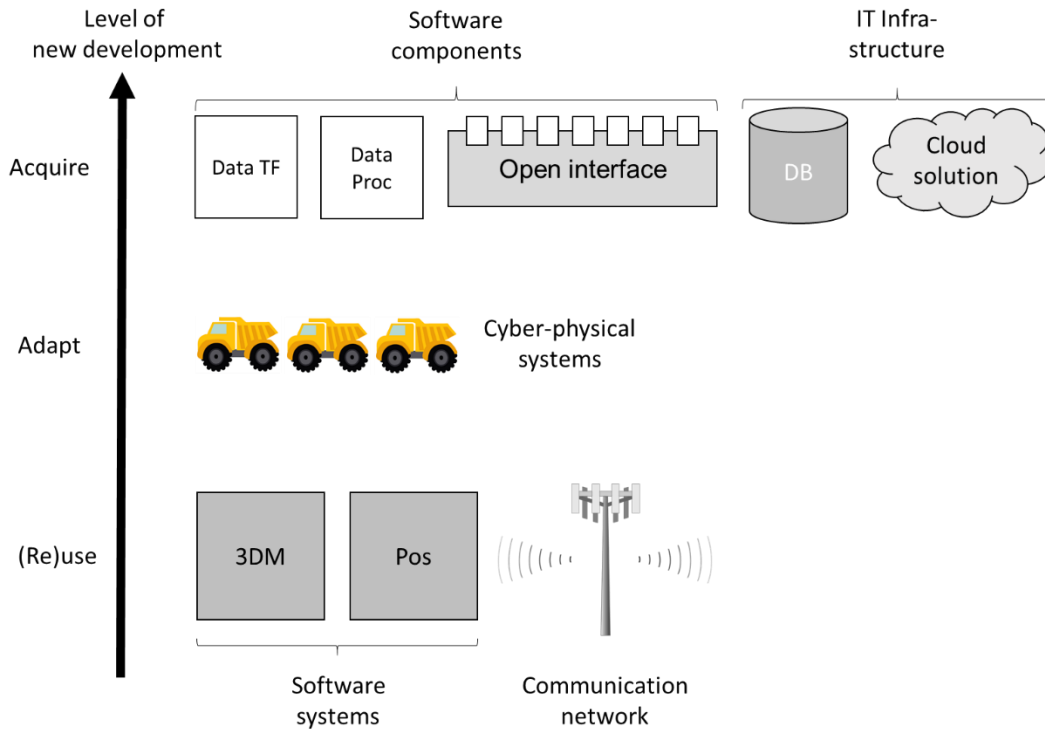 Level of
new development
Software
components
IT Infra-
structure
Acquire
Data TF
Data
Proc
Open interface
DB
Cloud
solution
Adapt
Cyber-physical
systems
(Re)use
3DM
Pos
Software
systems
Communication
network